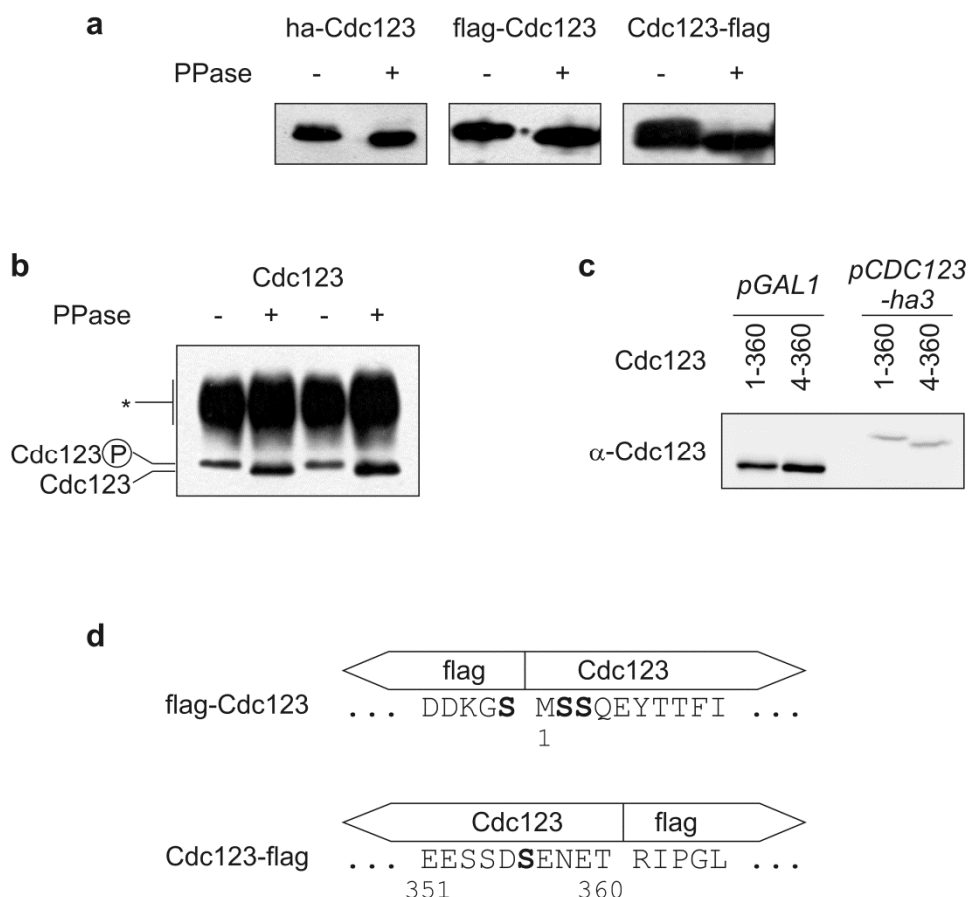 a
ha-Cdc123 flag-Cdc123 Cdc123-flag
PPase - + - + - +
b
Cdc123
PPase - + - +
*
Cdc123 P
Cdc123
c
pGAL1 pCDC123
-ha3
Cdc123 1-360 4-360 1-360 4-360
α-Cdc123
d
flag Cdc123
flag-Cdc123 ... DDKGS MSSQEYTTFI ...
1
Cdc123 flag
Cdc123-flag ... EESSDSENET RIPGL ...
351 360